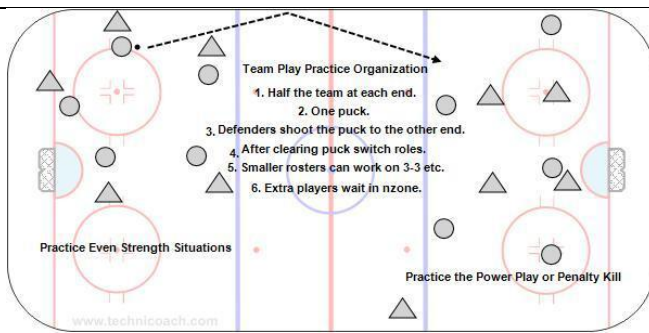 Team Play Practice Organization
1. Half the team at each end.
2. One puck.
3. Defenders shoot the puck to the other end.
4. After clearing puck switch roles.
5. Smaller rosters can work on 3-3 etc.
6. Extra players wait in nzone.
Practice Even Strength Situations
Practice the Power Play or Penalty Kill
www.technicoach.com